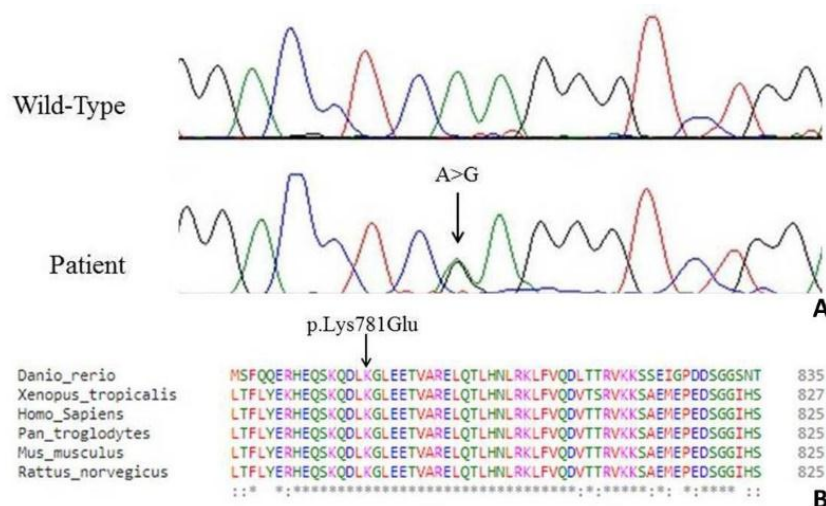 Wild-Type
A>G
Patient
A
p.Lys781Glu
Danio_rerio MSFQQERHEQSKQDLKGLEETVARELQTLHNLRKLFVQDLTTRVKKSSEIGPDDSGGSNT 835
Xenopus_tropicalis LTFLYEKHEQSKQDLKGLEETVARELQTLHNLRKLFVQDVTSRVKKSAEMEPEDSGGIHS 827
Homo_Sapiens LTFLYEKHEQSKQDLKGLEETVARELQTLHNLRKLFVQDVTTRVKKSAEMEPEDSGGIHS 825
Pan_troglodytes LTFLYERHEQSKQDLKGLEETVARELQTLHNLRKLFVQDVTTRVKKSAEMEPEDSGGIHS 825
Mus_musculus LTFLYERHEQSKQDLKGLEETVARELQTLHNLRKLFVQDVTTRVKKSAEMEPEDSGGIHS 825
Rattus_norvegicus LTFLYERHEQSKQDLKGLEETVARELQTLHNLRKLFVQDVTTRVKKSAEMEPEDSGGIHS 825
::* *:********************************:*:*****:*: *:**** ::
B